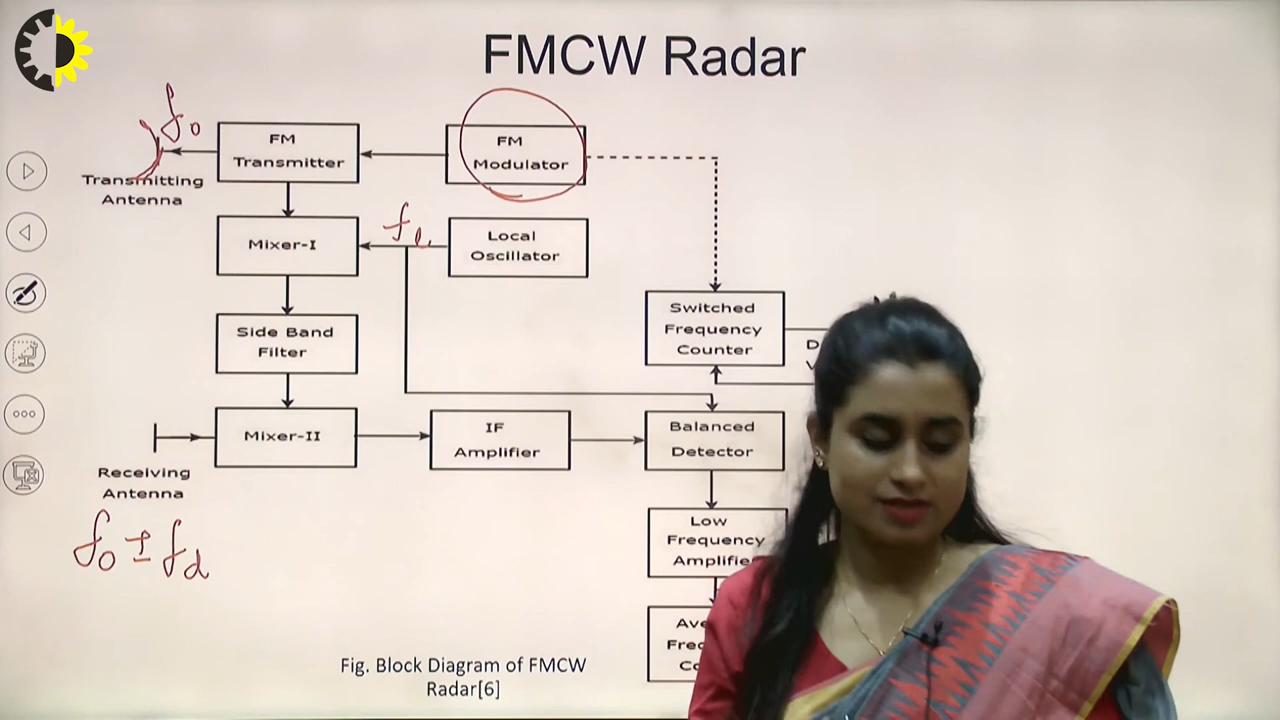 FMCW Radar
f₀
FM
Transmitter
FM
Modulator
Transmitting
Antenna
Mixer-I
fₗ
Local
Oscillator
Switched
Frequency
Counter
Side Band
Filter
Mixer-II
IF
Amplifier
Balanced
Detector
Receiving
Antenna
Low
Frequency
f₀ ± f_d
Fig. Block Diagram of FMCW
Radar[6]